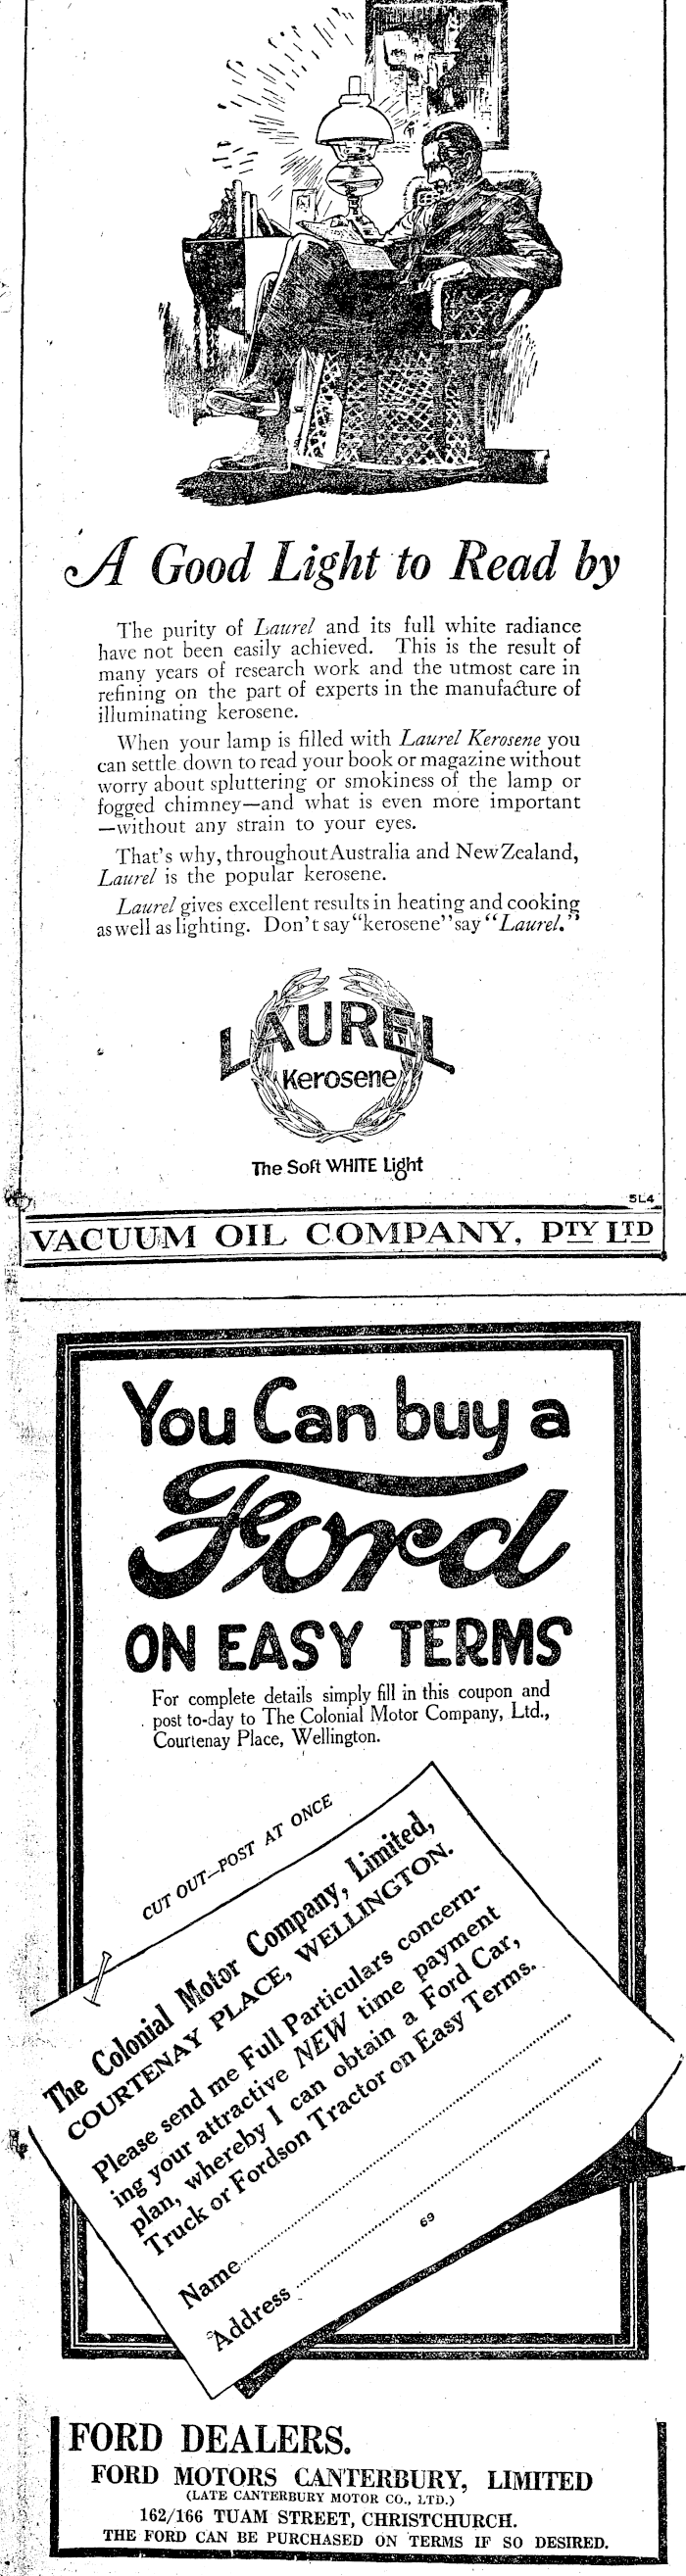 A Good Light to Read by
The purity of Laurel and its full white radiance
have not been easily achieved. This is the result of
many years of research work and the utmost care in
refining on the part of experts in the manufacture of
illuminating kerosene.
When your lamp is filled with Laurel Kerosene you
can settle down to read your book or magazine without
worry about spluttering or smokiness of the lamp or
fogged chimney—and what is even more important
—without any strain to your eyes.
That's why, throughout Australia and New Zealand,
Laurel is the popular kerosene.
Laurel gives excellent results in heating and cooking
as well as lighting. Don't say "kerosene" say "Laurel."
LAUREL
Kerosene
The Soft WHITE Light
5L4
VACUUM OIL COMPANY, PTY LTD
You Can buy a
Ford
ON EASY TERMS
For complete details simply fill in this coupon and
post to-day to The Colonial Motor Company, Ltd.,
Courtenay Place, Wellington.
CUT OUT—POST AT ONCE
The Colonial Motor Company, Limited,
COURTENAY PLACE, WELLINGTON.
Please send me Full Particulars concern-
ing your attractive NEW time payment
plan, whereby I can obtain a Ford Car,
Truck or Fordson Tractor on Easy Terms.
Name
Address
69
FORD DEALERS.
FORD MOTORS CANTERBURY, LIMITED
(LATE CANTERBURY MOTOR CO., LTD.)
162/166 TUAM STREET, CHRISTCHURCH.
THE FORD CAN BE PURCHASED ON TERMS IF SO DESIRED.